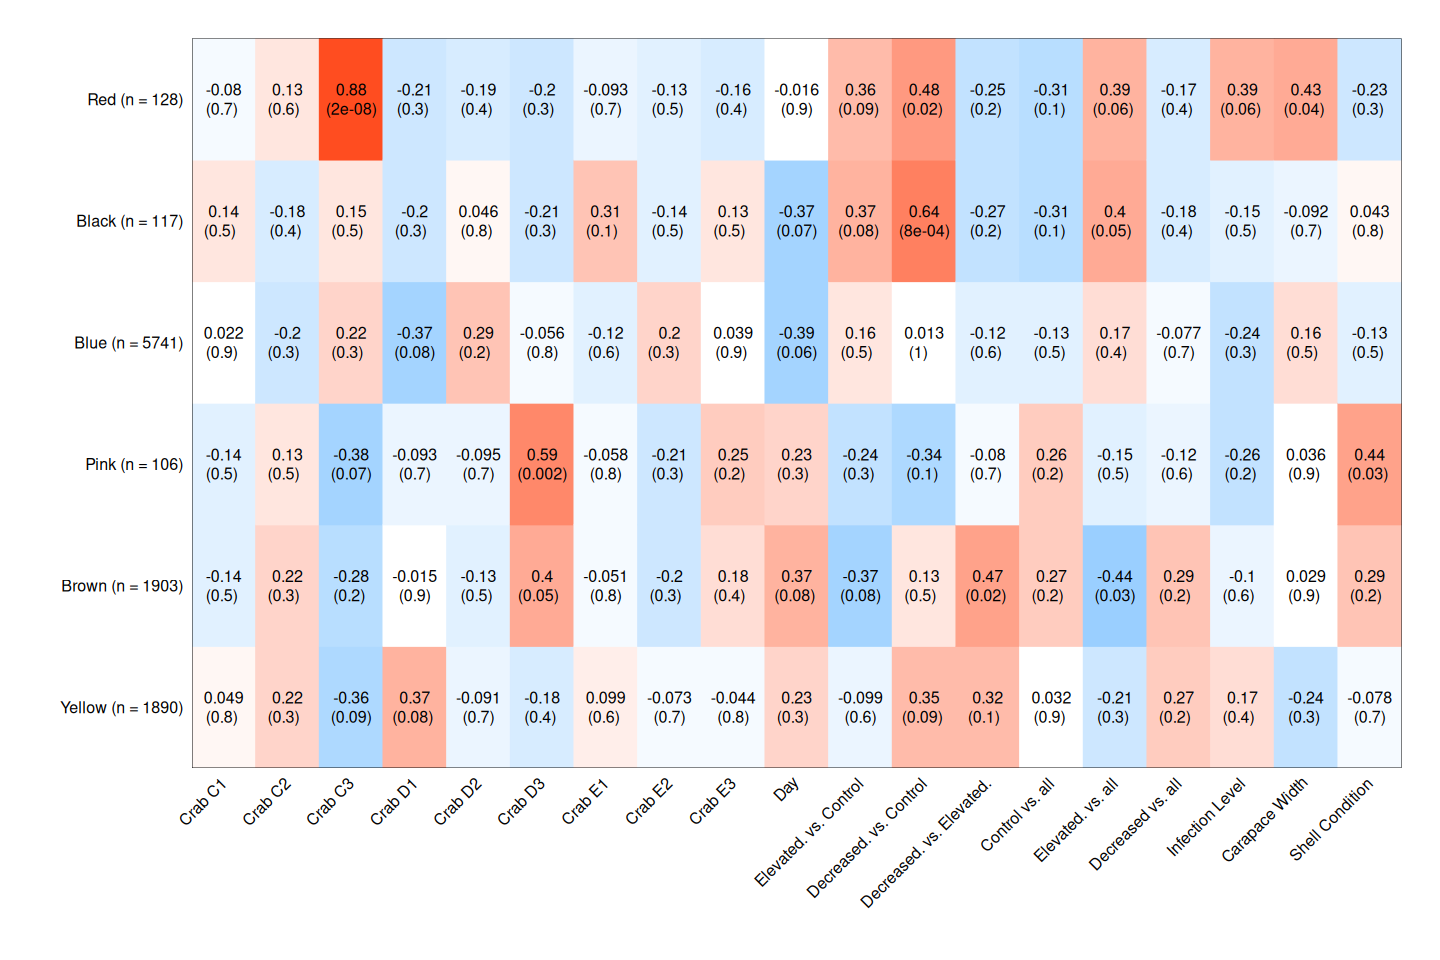 -0.08 0.13 0.88 -0.21 -0.19 -0.2 -0.093 -0.13 -0.16 -0.016 0.36 0.48 -0.25 -0.31 0.39 -0.17 0.39 0.43 -0.23
Red (n = 128)
(0.7) (0.6) (2e-08) (0.3) (0.4) (0.3) (0.7) (0.5) (0.4) (0.9) (0.09) (0.02) (0.2) (0.1) (0.06) (0.4) (0.06) (0.04) (0.3)
0.14 -0.18 0.15 -0.2 0.046 -0.21 0.31 -0.14 0.13 -0.37 0.37 0.64 -0.27 -0.31 0.4 -0.18 -0.15 -0.092 0.043
Black (n = 117)
(0.5) (0.4) (0.5) (0.3) (0.8) (0.3) (0.1) (0.5) (0.5) (0.07) (0.08) (8e-04) (0.2) (0.1) (0.05) (0.4) (0.5) (0.7) (0.8)
0.022 -0.2 0.22 -0.37 0.29 -0.056 -0.12 0.2 0.039 -0.39 0.16 0.013 -0.12 -0.13 0.17 -0.077 -0.24 0.16 -0.13
Blue (n = 5741)
(0.9) (0.3) (0.3) (0.08) (0.2) (0.8) (0.6) (0.3) (0.9) (0.06) (0.5) (1) (0.6) (0.5) (0.4) (0.7) (0.3) (0.5) (0.5)
-0.14 0.13 -0.38 -0.093 -0.095 0.59 -0.058 -0.21 0.25 0.23 -0.24 -0.34 -0.08 0.26 -0.15 -0.12 -0.26 0.036 0.44
Pink (n = 106)
(0.5) (0.5) (0.07) (0.7) (0.7) (0.002) (0.8) (0.3) (0.2) (0.3) (0.3) (0.1) (0.7) (0.2) (0.5) (0.6) (0.2) (0.9) (0.03)
-0.14 0.22 -0.28 -0.015 -0.13 0.4 -0.051 -0.2 0.18 0.37 -0.37 0.13 0.47 0.27 -0.44 0.29 -0.1 0.029 0.29
Brown (n = 1903)
(0.5) (0.3) (0.2) (0.9) (0.5) (0.05) (0.8) (0.3) (0.4) (0.08) (0.08) (0.5) (0.02) (0.2) (0.03) (0.2) (0.6) (0.9) (0.2)
0.049 0.22 -0.36 0.37 -0.091 -0.18 0.099 -0.073 -0.044 0.23 -0.099 0.35 0.32 0.032 -0.21 0.27 0.17 -0.24 -0.078
Yellow (n = 1890)
(0.8) (0.3) (0.09) (0.08) (0.7) (0.4) (0.6) (0.7) (0.8) (0.3) (0.6) (0.09) (0.1) (0.9) (0.3) (0.2) (0.4) (0.3) (0.7)
Crab C1
Crab C2
Crab C3
Crab D1
Crab D2
Crab D3
Crab E1
Crab E2
Crab E3
Day
Elevated. vs. Control
Decreased. vs. Control
Decreased. vs. Elevated.
Control vs. all
Elevated. vs. all
Decreased vs. all
Infection Level
Carapace Width
Shell Condition